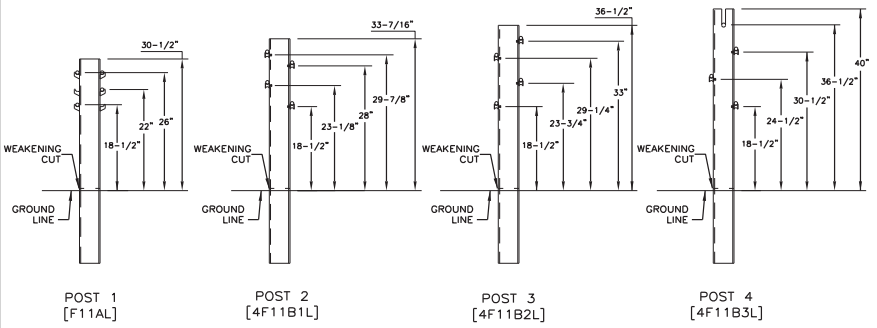 30-1/2"
26"
22"
18-1/2"
WEAKENING
CUT
GROUND
LINE
POST 1
[F11AL]
33-7/16"
29-7/8"
28"
23-1/8"
18-1/2"
WEAKENING
CUT
GROUND
LINE
POST 2
[4F11B1L]
36-1/2"
33"
29-1/4"
23-3/4"
18-1/2"
WEAKENING
CUT
GROUND
LINE
POST 3
[4F11B2L]
40"
36-1/2"
30-1/2"
24-1/2"
18-1/2"
WEAKENING
CUT
GROUND
LINE
POST 4
[4F11B3L]